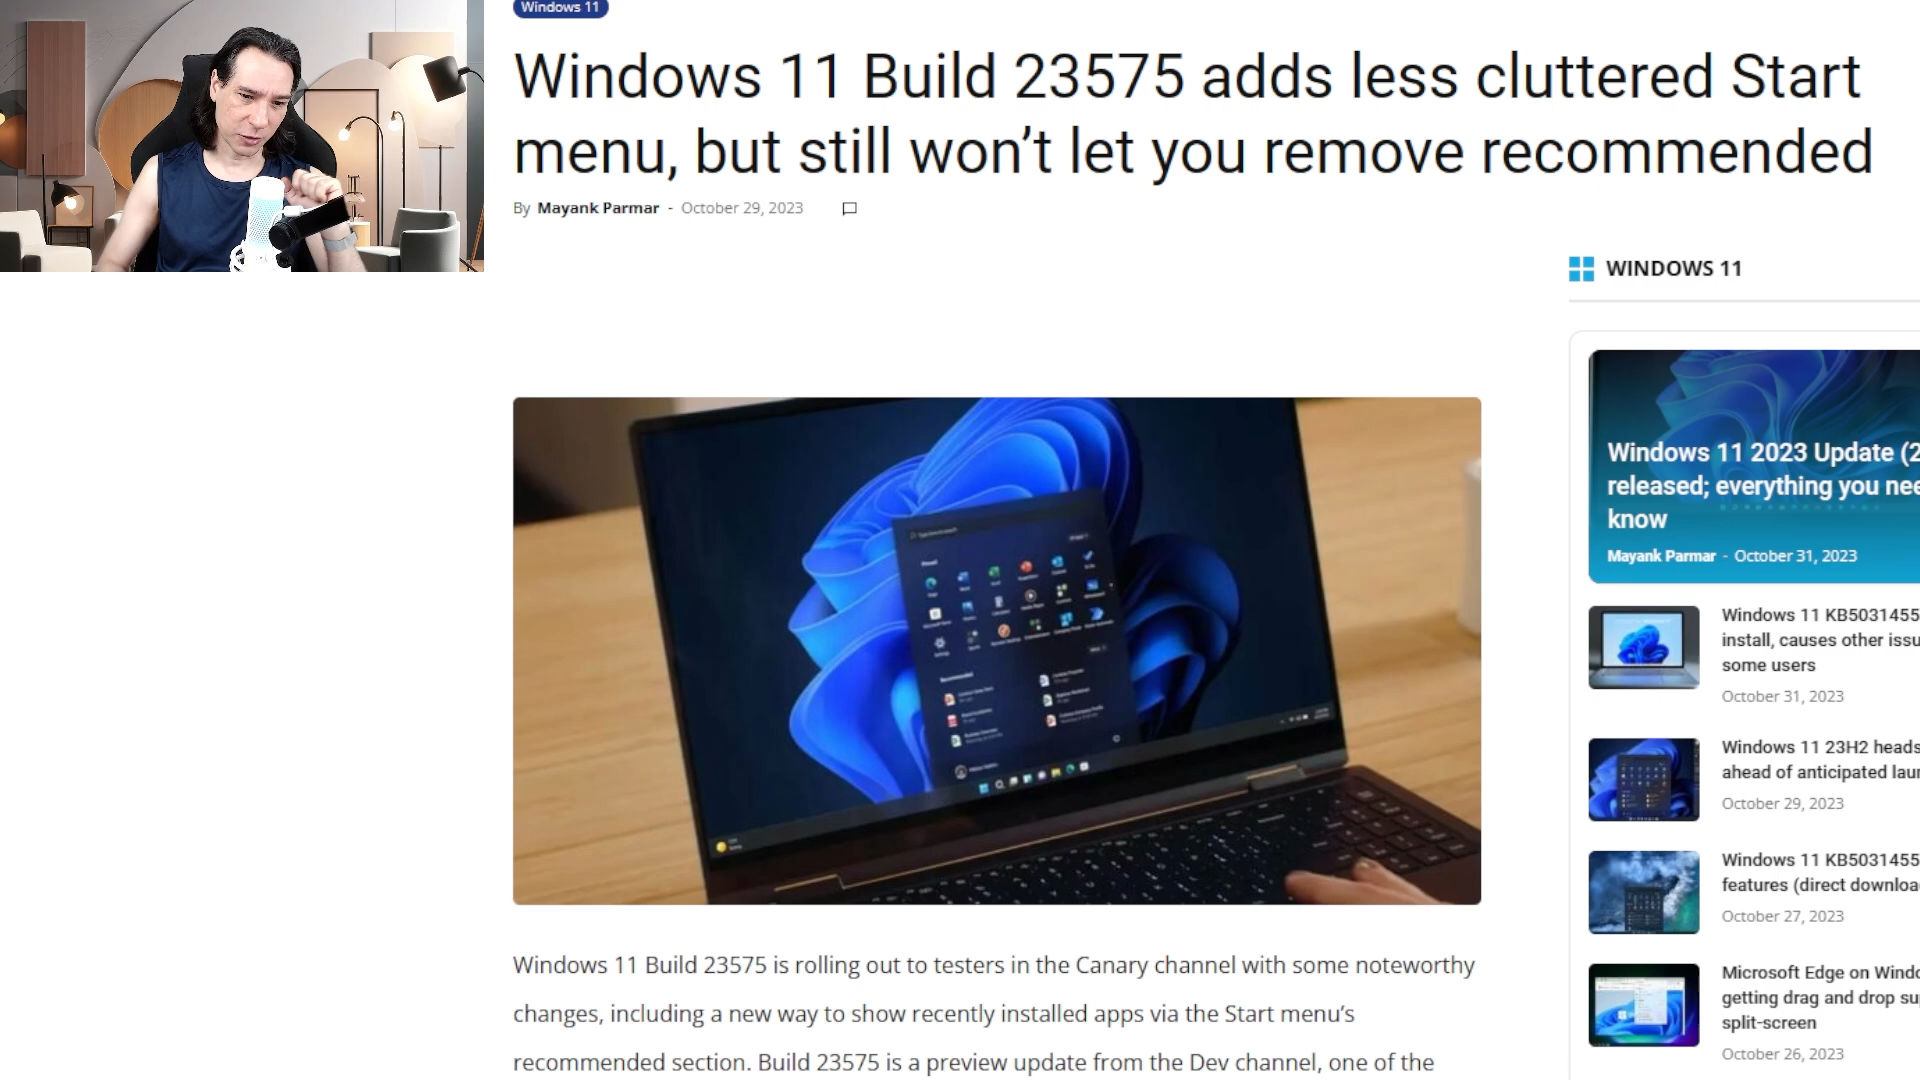 Windows 11
Windows 11 Build 23575 adds less cluttered Start
menu, but still won’t let you remove recommended
By Mayank Parmar - October 29, 2023
WINDOWS 11
Windows 11 2023 Update (2
released; everything you nee
know
Mayank Parmar - October 31, 2023
Windows 11 KB5031455
install, causes other issu
some users
October 31, 2023
Windows 11 23H2 heads
ahead of anticipated laun
October 29, 2023
Windows 11 KB5031455
features (direct downloa
October 27, 2023
Microsoft Edge on Windo
getting drag and drop su
split-screen
October 26, 2023
Windows 11 Build 23575 is rolling out to testers in the Canary channel with some noteworthy
changes, including a new way to show recently installed apps via the Start menu’s
recommended section. Build 23575 is a preview update from the Dev channel, one of the